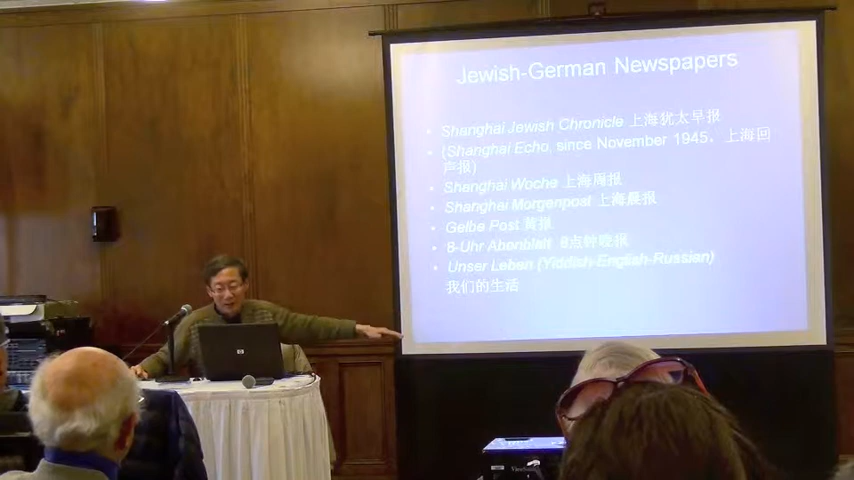 Jewish-German Newspapers
Shanghai Jewish Chronicle 上海犹太早报
(Shanghai Echo, since November 1945, 上海回
声报)
Shanghai Woche 上海周报
Shanghai Morgenpost 上海晨报
Gelbe Post 黄报
8-Uhr Abenblatt 8点钟晚报
Unser Leben (Yiddish-English-Russian)
我们的生活
hp
ViewSonic